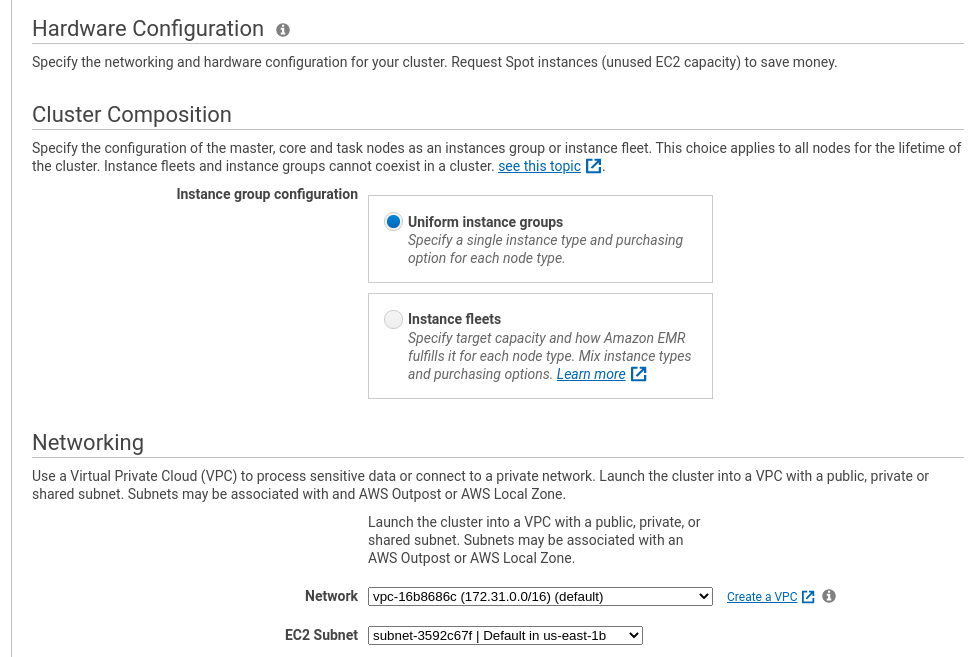 Hardware Configuration
Specify the networking and hardware configuration for your cluster. Request Spot instances (unused EC2 capacity) to save money.
Cluster Composition
Specify the configuration of the master, core and task nodes as an instances group or instance fleet. This choice applies to all nodes for the lifetime of
the cluster. Instance fleets and instance groups cannot coexist in a cluster. see this topic.
Instance group configuration
Uniform instance groups
Specify a single instance type and purchasing
option for each node type.
Instance fleets
Specify target capacity and how Amazon EMR
fulfills it for each node type. Mix instance types
and purchasing options. Learn more
Networking
Use a Virtual Private Cloud (VPC) to process sensitive data or connect to a private network. Launch the cluster into a VPC with a public, private or
shared subnet. Subnets may be associated with and AWS Outpost or AWS Local Zone.
Launch the cluster into a VPC with a public, private, or
shared subnet. Subnets may be associated with an
AWS Outpost or AWS Local Zone.
Network vpc-16b8686c (172.31.0.0/16) (default) Create a VPC
EC2 Subnet subnet-3592c67f | Default in us-east-1b